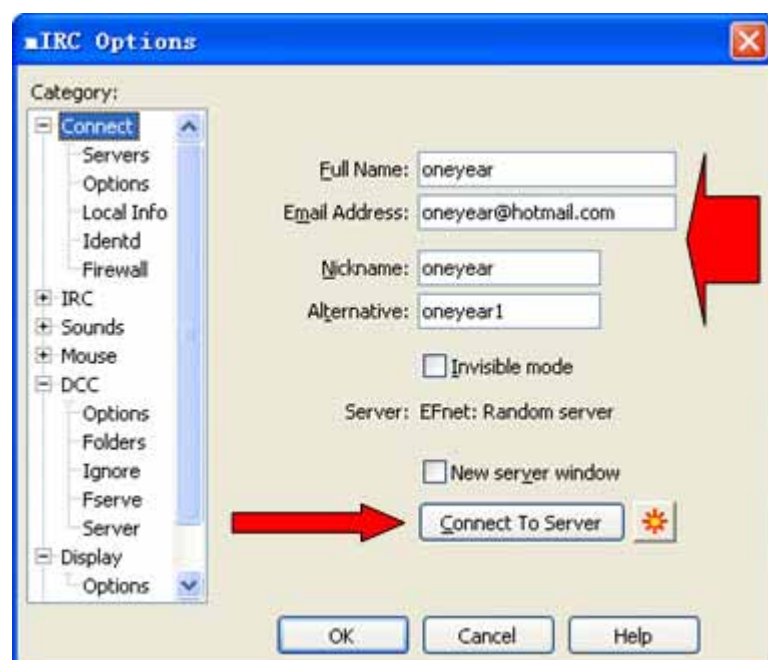 mIRC Options
Category:
Connect
Servers
Options
Local Info
Identd
Firewall
IRC
Sounds
Mouse
DCC
Options
Folders
Ignore
Fserve
Server
Display
Options
Full Name: oneyear
Email Address: oneyear@hotmail.com
Nickname: oneyear
Alternative: oneyear1
Invisible mode
Server: EFnet: Random server
New server window
Connect To Server
OK Cancel Help